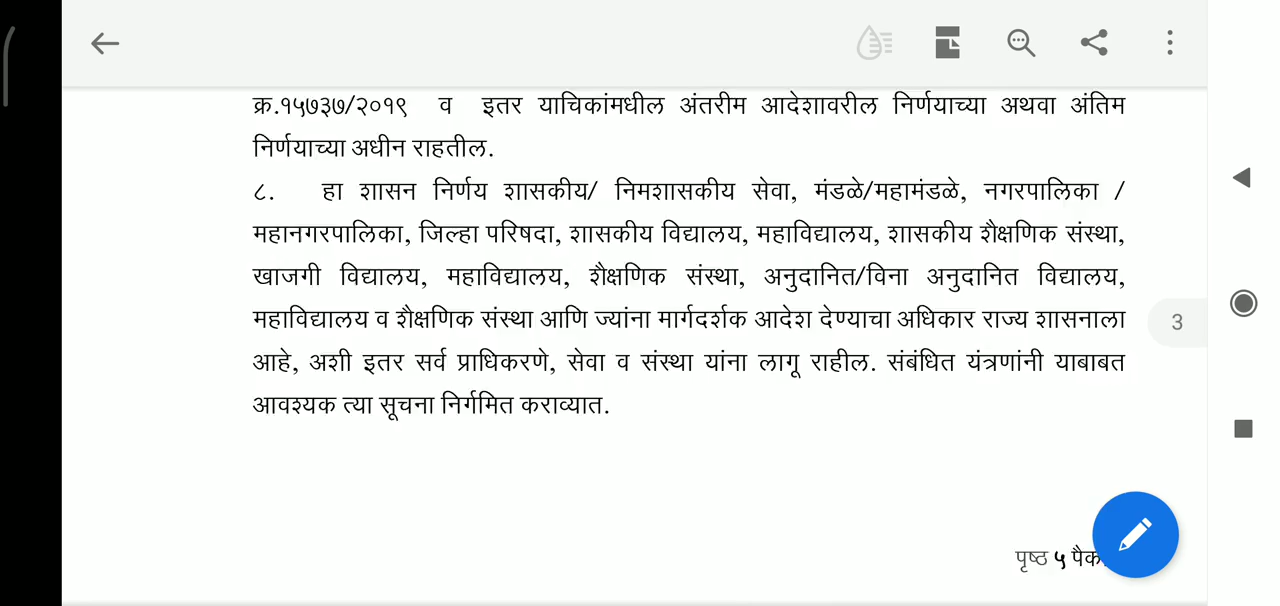 क्र.१५७३७/२०१९ व इतर याचिकांमधील अंतरीम आदेशावरील निर्णयाच्या अथवा अंतिम
निर्णयाच्या अधीन राहतील.
८. हा शासन निर्णय शासकीय/ निमशासकीय सेवा, मंडळे/महामंडळे, नगरपालिका /
महानगरपालिका, जिल्हा परिषदा, शासकीय विद्यालय, महाविद्यालय, शासकीय शैक्षणिक संस्था,
खाजगी विद्यालय, महाविद्यालय, शैक्षणिक संस्था, अनुदानित/विना अनुदानित विद्यालय,
महाविद्यालय व शैक्षणिक संस्था आणि ज्यांना मार्गदर्शक आदेश देण्याचा अधिकार राज्य शासनाला
3
आहे, अशी इतर सर्व प्राधिकरणे, सेवा व संस्था यांना लागू राहील. संबंधित यंत्रणांनी याबाबत
आवश्यक त्या सूचना निर्गमित कराव्यात.
पृष्ठ ५